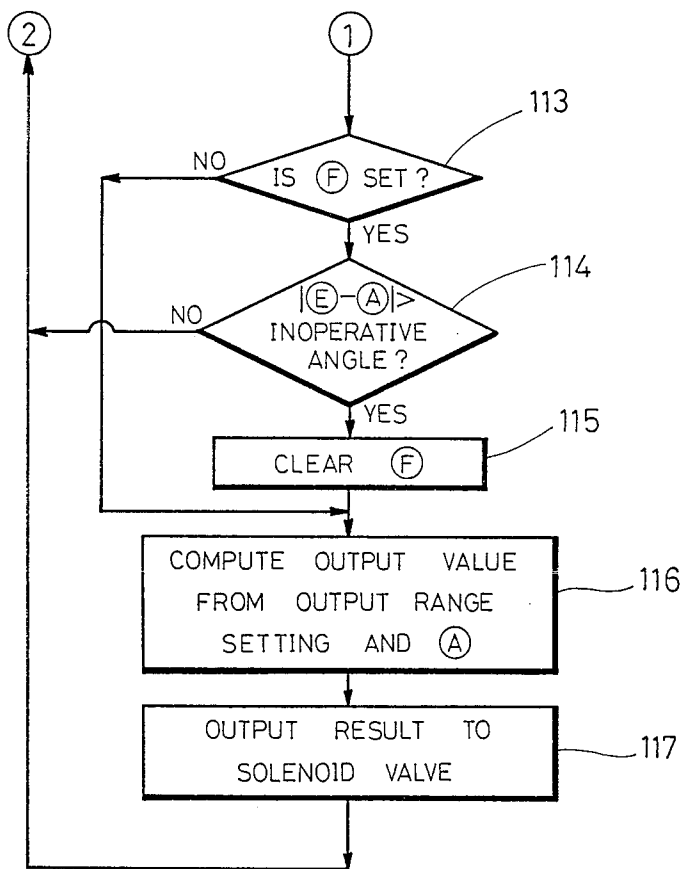 ② ①
113
NO
IS Ⓕ SET?
YES
114
|Ⓔ-Ⓐ|>
NO
INOPERATIVE
ANGLE?
YES
115
CLEAR Ⓕ
COMPUTE OUTPUT VALUE
116
FROM OUTPUT RANGE
SETTING AND Ⓐ
OUTPUT RESULT TO
117
SOLENOID VALVE